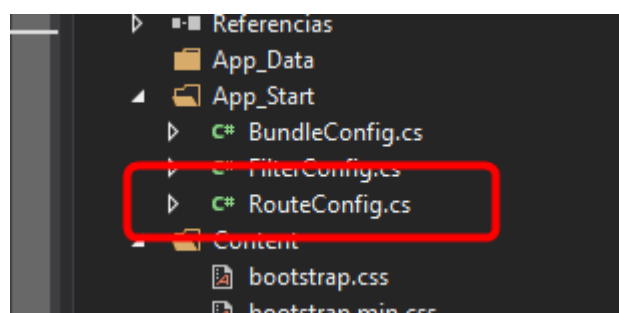 Referencias
App_Data
App_Start
C# BundleConfig.cs
C# FilterConfig.cs
C# RouteConfig.cs
Content
bootstrap.css
bootstrap.min.css